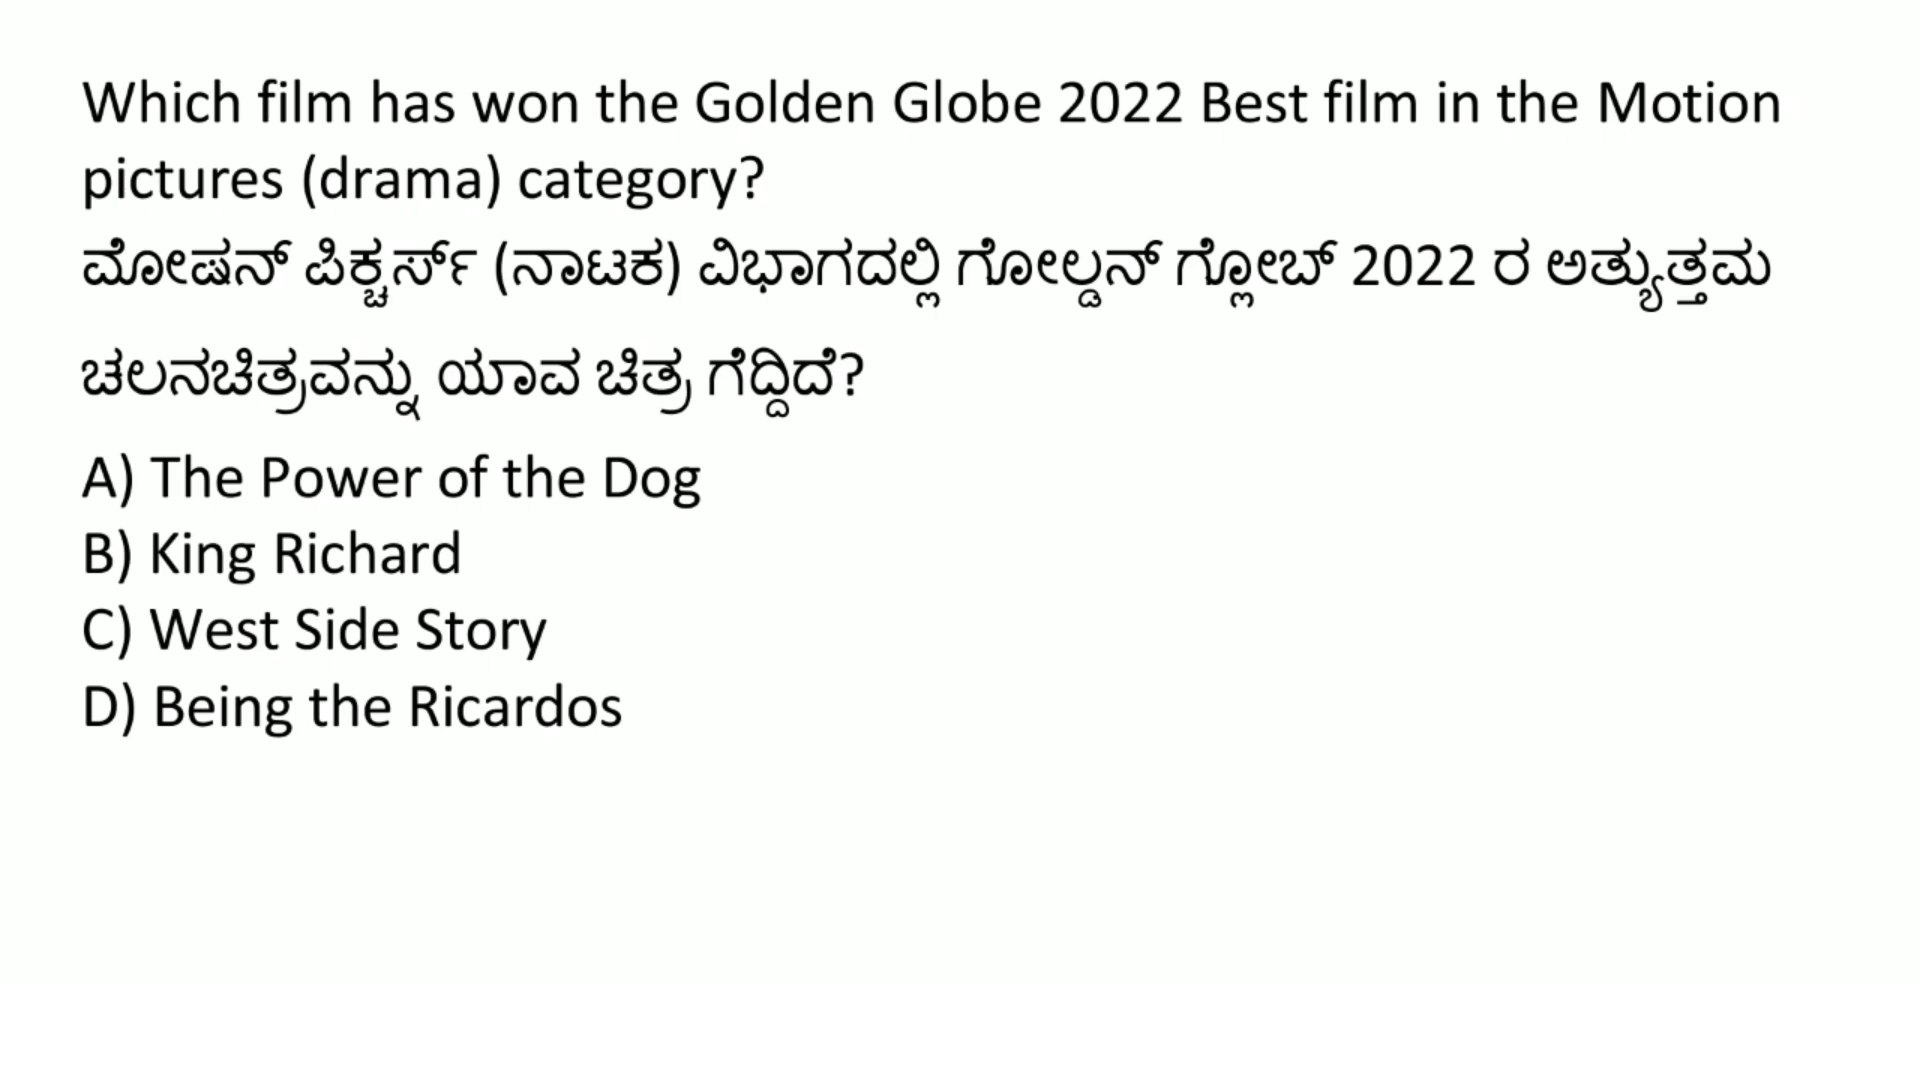 Which film has won the Golden Globe 2022 Best film in the Motion
pictures (drama) category?
ಮೋಷನ್ ಪಿಕ್ಚರ್ಸ್ (ನಾಟಕ) ವಿಭಾಗದಲ್ಲಿ ಗೋಲ್ಡನ್ ಗ್ಲೋಬ್ 2022 ರ ಅತ್ಯುತ್ತಮ
ಚಲನಚಿತ್ರವನ್ನು ಯಾವ ಚಿತ್ರ ಗೆದ್ದಿದೆ?
A) The Power of the Dog
B) King Richard
C) West Side Story
D) Being the Ricardos